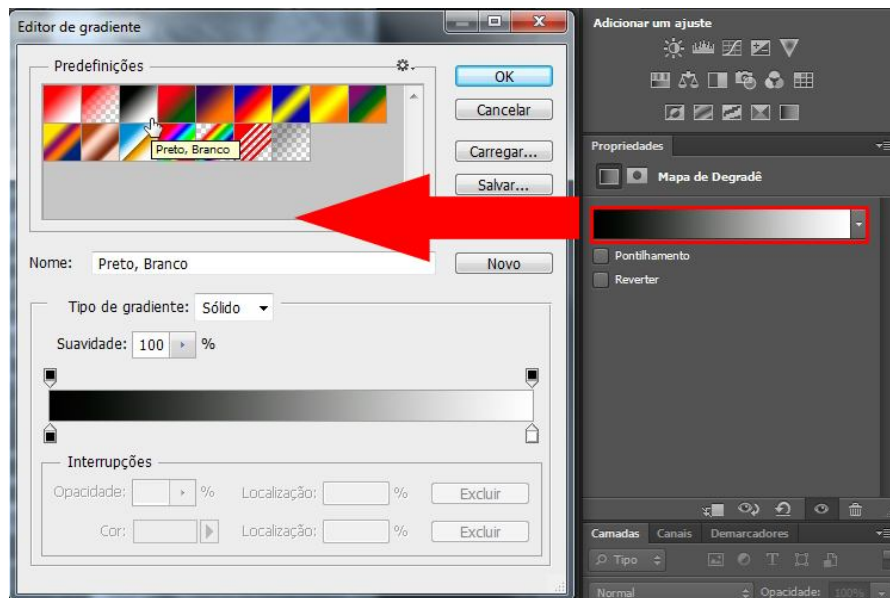 Editor de gradiente
Predefinições
OK
Cancelar
Carregar...
Salvar...
Preto, Branco
Nome: Preto, Branco
Novo
Tipo de gradiente: Sólido
Suavidade: 100 %
Interrupções
Opacidade: % Localização: % Excluir
Cor: Localização: % Excluir
Adicionar um ajuste
Propriedades
Mapa de Degradê
Pontilhamento
Reverter
Camadas Canais Demarcadores
Tipo
Normal Opacidade: 100%